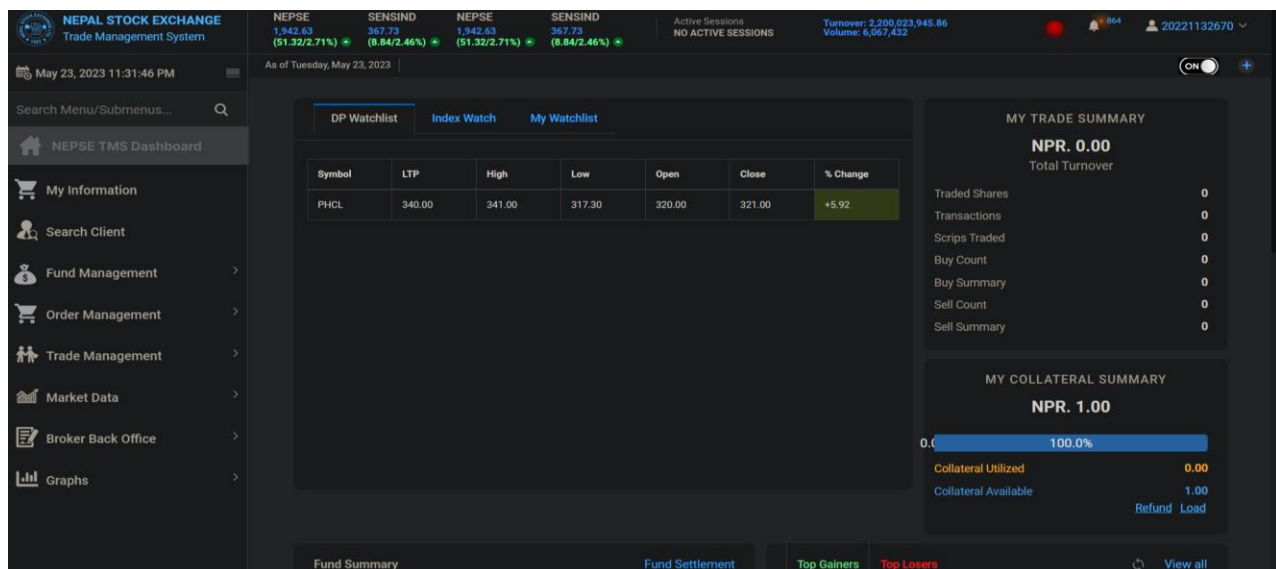 NEPAL STOCK EXCHANGE
Trade Management System
NEPSE SENSIND NEPSE SENSIND
1,942.63 367.73 1,942.63 367.73
(51.32/2.71%) (8.84/2.46%) (51.32/2.71%) (8.84/2.46%)
Active Sessions
NO ACTIVE SESSIONS
Turnover: 2,200,023,945.86
Volume: 6,067,432
864
20221132670
May 23, 2023 11:31:46 PM
As of Tuesday, May 23, 2023
ON
Search Menu/Submenus...
NEPSE TMS Dashboard
My Information
Search Client
Fund Management
Order Management
Trade Management
Market Data
Broker Back Office
Graphs
DP Watchlist Index Watch My Watchlist
Symbol LTP High Low Open Close % Change
PHCL 340.00 341.00 317.30 320.00 321.00 +5.92
MY TRADE SUMMARY
NPR. 0.00
Total Turnover
Traded Shares 0
Transactions 0
Scrips Traded 0
Buy Count 0
Buy Summary 0
Sell Count 0
Sell Summary 0
MY COLLATERAL SUMMARY
NPR. 1.00
100.0%
Collateral Utilized 0.00
Collateral Available 1.00
Refund Load
Fund Summary Fund Settlement
Top Gainers Top Losers View all